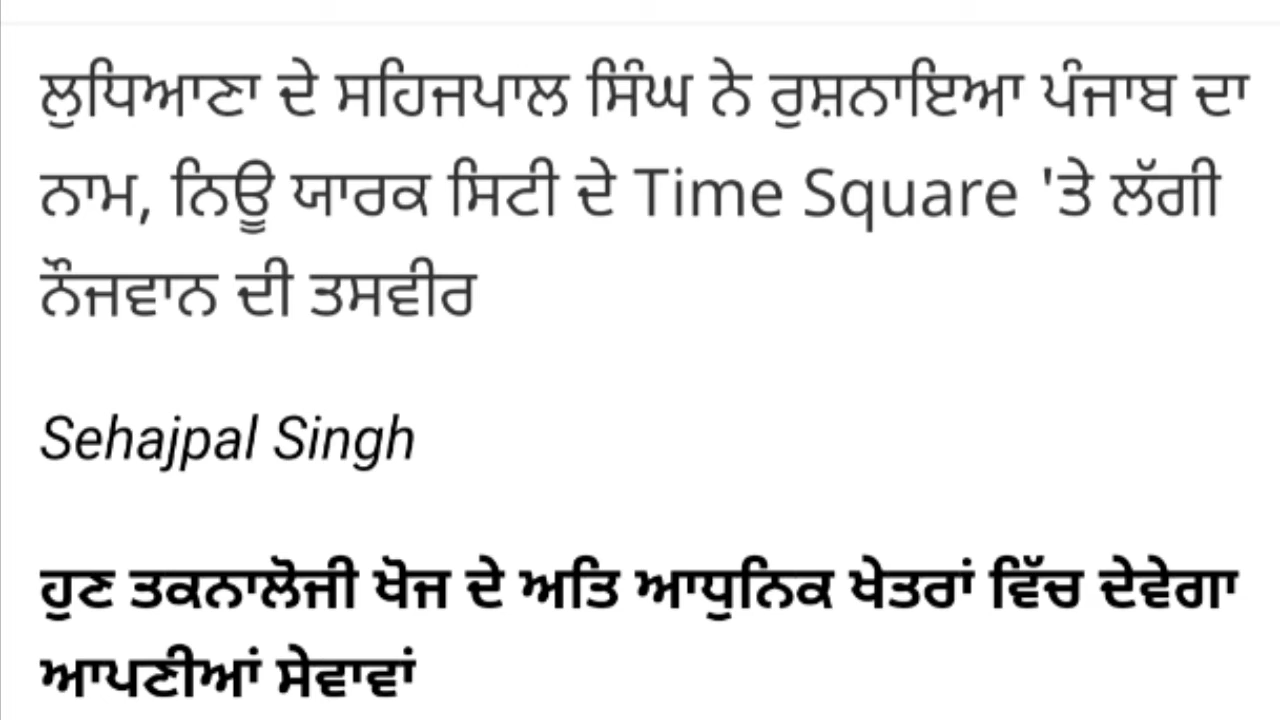 ਲੁਧਿਆਣਾ ਦੇ ਸਹਿਜਪਾਲ ਸਿੰਘ ਨੇ ਰੁਸ਼ਨਾਇਆ ਪੰਜਾਬ ਦਾ
ਨਾਮ, ਨਿਊ ਯਾਰਕ ਸਿਟੀ ਦੇ Time Square 'ਤੇ ਲੱਗੀ
ਨੌਜਵਾਨ ਦੀ ਤਸਵੀਰ
Sehajpal Singh
ਹੁਣ ਤਕਨਾਲੋਜੀ ਖੋਜ ਦੇ ਅਤਿ ਆਧੁਨਿਕ ਖੇਤਰਾਂ ਵਿੱਚ ਦੇਵੇਗਾ
ਆਪਣੀਆਂ ਸੇਵਾਵਾਂ